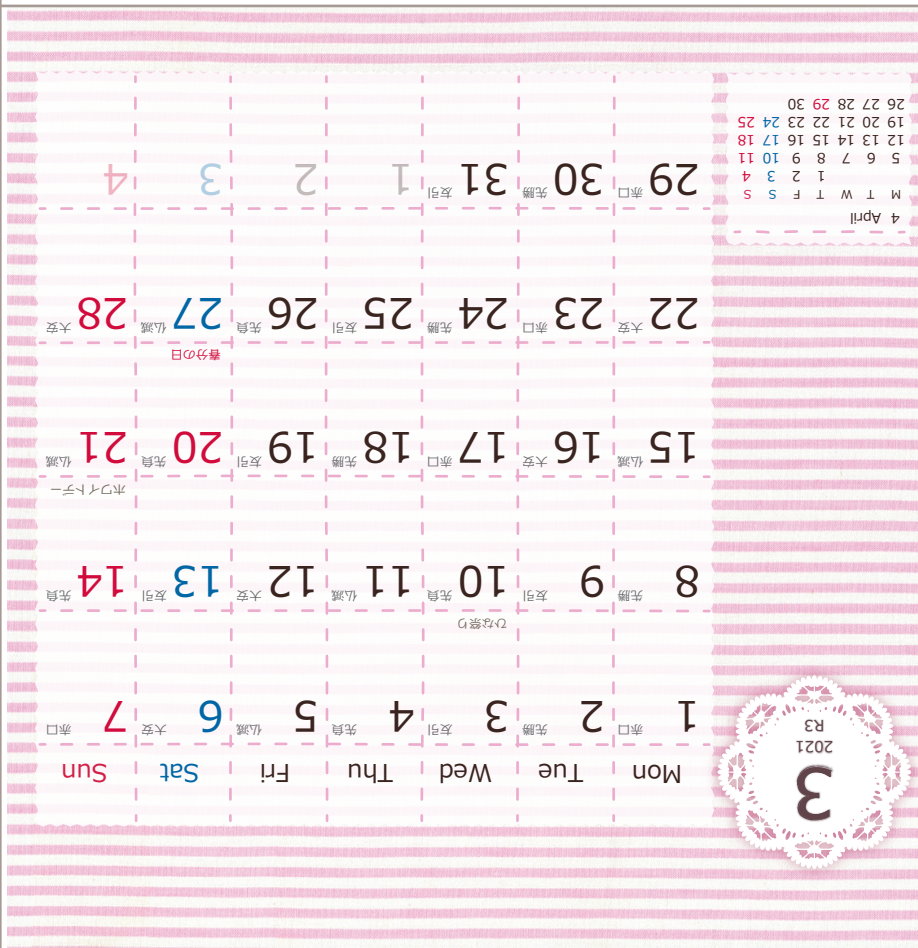 3
2021
R3
Mon Tue Wed Thu Fri Sat Sun
1 赤口 2 先勝 3 友引 4 先負 5 仏滅 6 大安 7 赤口
ひな祭り
8 先勝 9 友引 10 先負 11 仏滅 12 大安 13 友引 14 先負
ホワイトデー
15 仏滅 16 大安 17 赤口 18 先勝 19 友引 20 先負 21 仏滅
春分の日
22 大安 23 赤口 24 先勝 25 友引 26 先負 27 仏滅 28 大安
29 赤口 30 先勝 31 友引 1 2 3 4
4 April
M T W T F S S
1 2 3 4
5 6 7 8 9 10 11
12 13 14 15 16 17 18
19 20 21 22 23 24 25
26 27 28 29 30